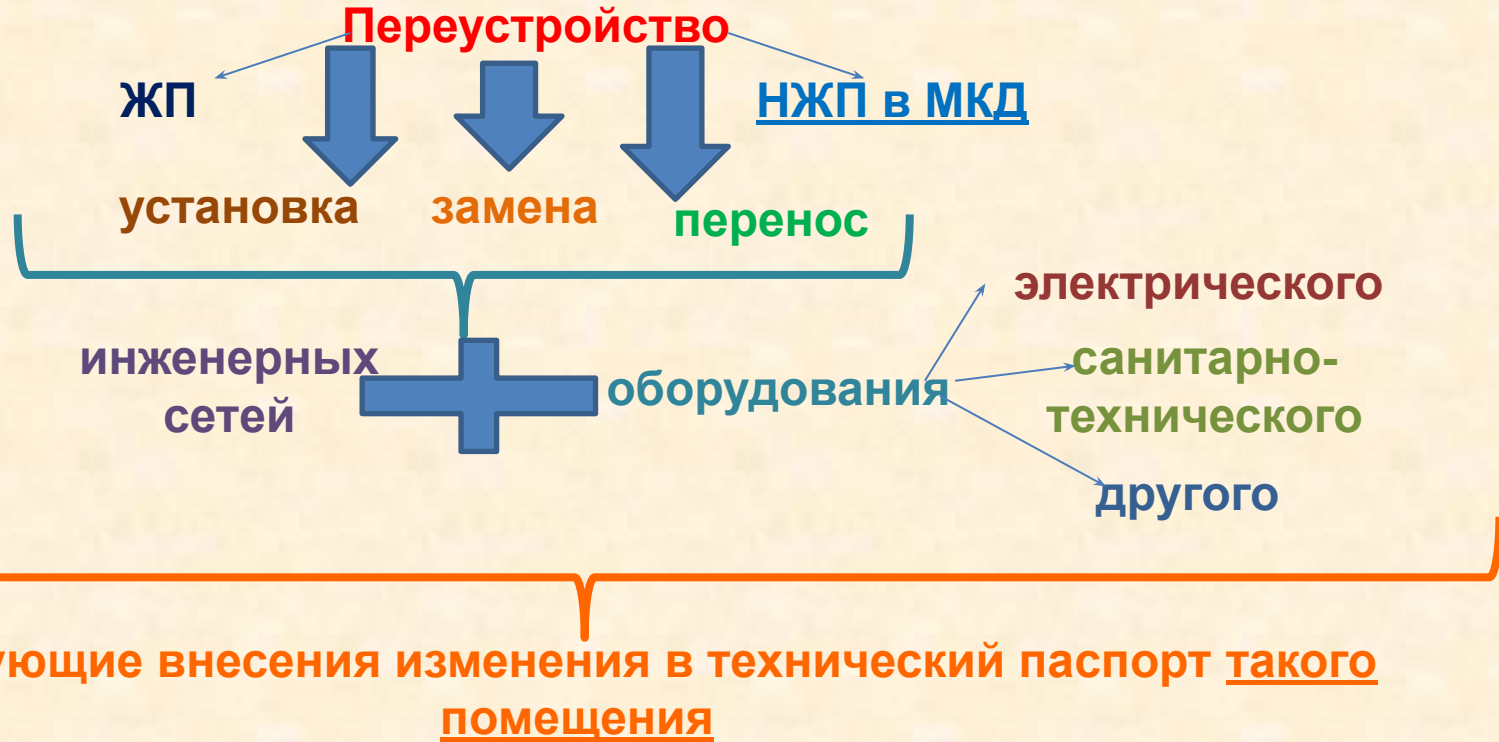 Переустройство
ЖП
НЖП в МКД
установка
замена
перенос
электрического
инженерных
сетей
оборудования
санитарно-
технического
другого
ующие внесения изменения в технический паспорт такого
помещения